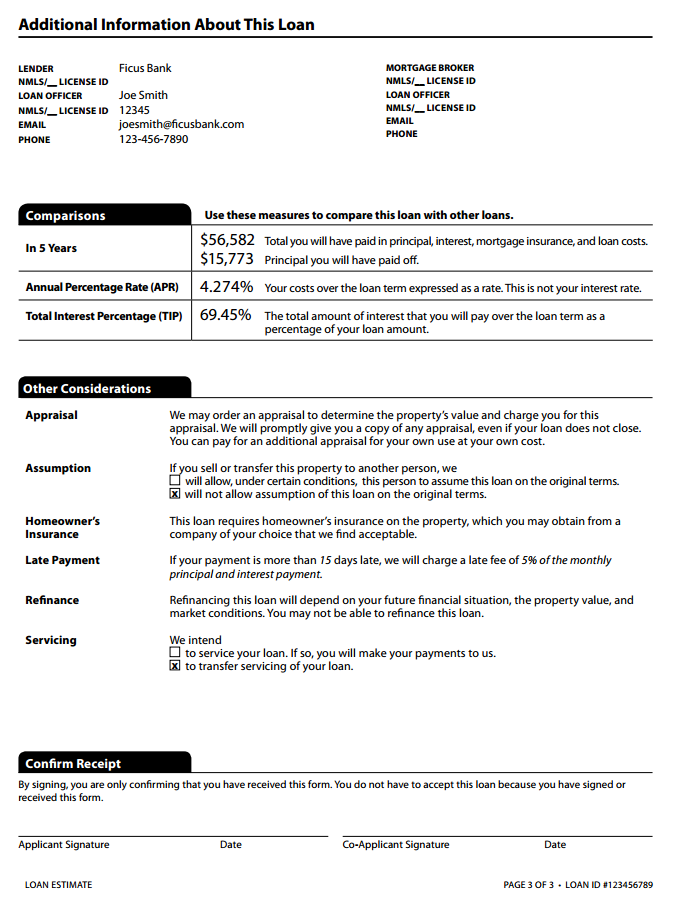 Additional Information About This Loan
LENDER Ficus Bank
NMLS/__ LICENSE ID
LOAN OFFICER Joe Smith
NMLS/__ LICENSE ID 12345
EMAIL joesmith@ficusbank.com
PHONE 123-456-7890
MORTGAGE BROKER
NMLS/__ LICENSE ID
LOAN OFFICER
NMLS/__ LICENSE ID
EMAIL
PHONE
Comparisons Use these measures to compare this loan with other loans.
In 5 Years
$56,582 Total you will have paid in principal, interest, mortgage insurance, and loan costs.
$15,773 Principal you will have paid off.
Annual Percentage Rate (APR) 4.274% Your costs over the loan term expressed as a rate. This is not your interest rate.
Total Interest Percentage (TIP) 69.45% The total amount of interest that you will pay over the loan term as a
percentage of your loan amount.
Other Considerations
Appraisal We may order an appraisal to determine the property's value and charge you for this
appraisal. We will promptly give you a copy of any appraisal, even if your loan does not close.
You can pay for an additional appraisal for your own use at your own cost.
Assumption If you sell or transfer this property to another person, we
☐ will allow, under certain conditions, this person to assume this loan on the original terms.
☒ will not allow assumption of this loan on the original terms.
Homeowner's This loan requires homeowner's insurance on the property, which you may obtain from a
Insurance company of your choice that we find acceptable.
Late Payment If your payment is more than 15 days late, we will charge a late fee of 5% of the monthly
principal and interest payment.
Refinance Refinancing this loan will depend on your future financial situation, the property value, and
market conditions. You may not be able to refinance this loan.
Servicing We intend
☐ to service your loan. If so, you will make your payments to us.
☒ to transfer servicing of your loan.
Confirm Receipt
By signing, you are only confirming that you have received this form. You do not have to accept this loan because you have signed or
received this form.
Applicant Signature Date Co-Applicant Signature Date
LOAN ESTIMATE PAGE 3 OF 3 • LOAN ID #123456789